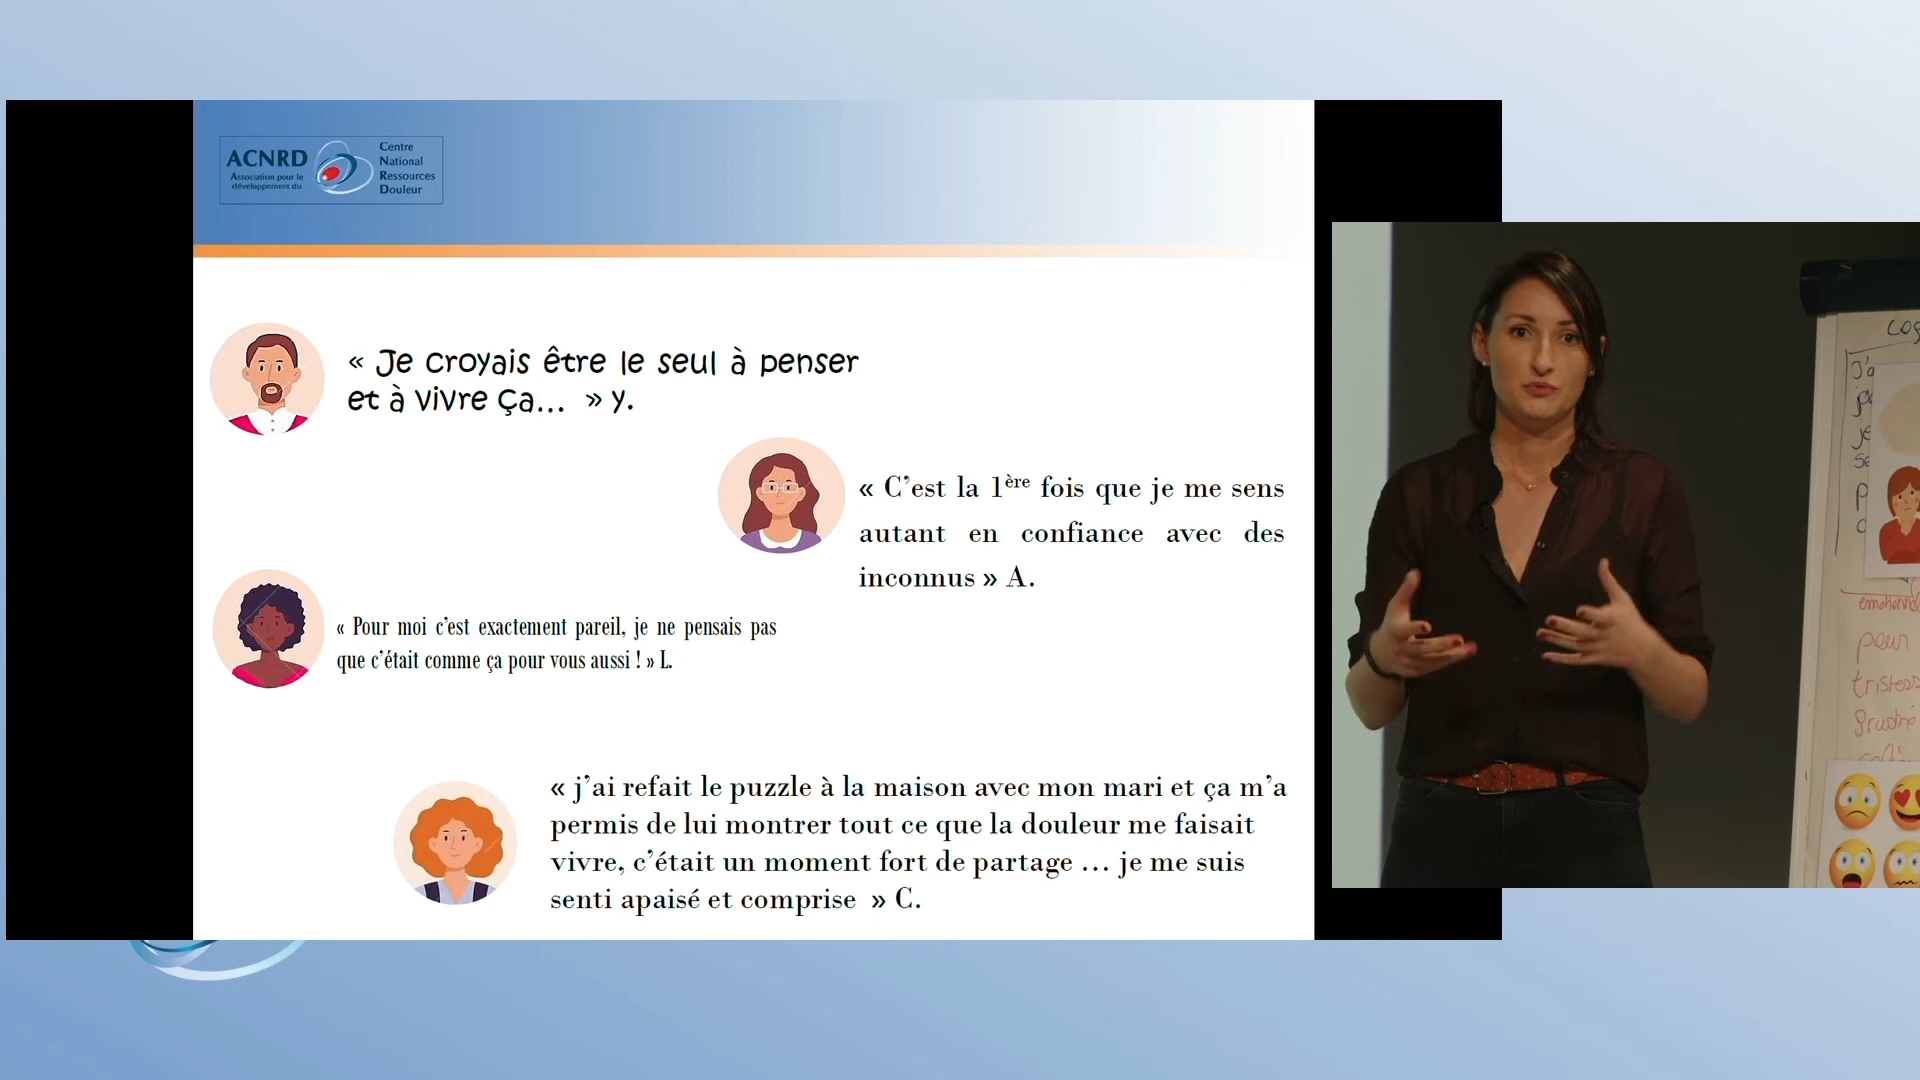 ACNRD
Association pour le
développement du
Centre
National
Ressources
Douleur
« Je croyais être le seul à penser
et à vivre ça... » Y.
« C'est la 1ère fois que je me sens
autant en confiance avec des
inconnus » A.
« Pour moi c'est exactement pareil, je ne pensais pas
que c'était comme ça pour vous aussi ! » L.
« j'ai refait le puzzle à la maison avec mon mari et ça m'a
permis de lui montrer tout ce que la douleur me faisait
vivre, c'était un moment fort de partage ... je me suis
senti apaisé et comprise » C.
peur